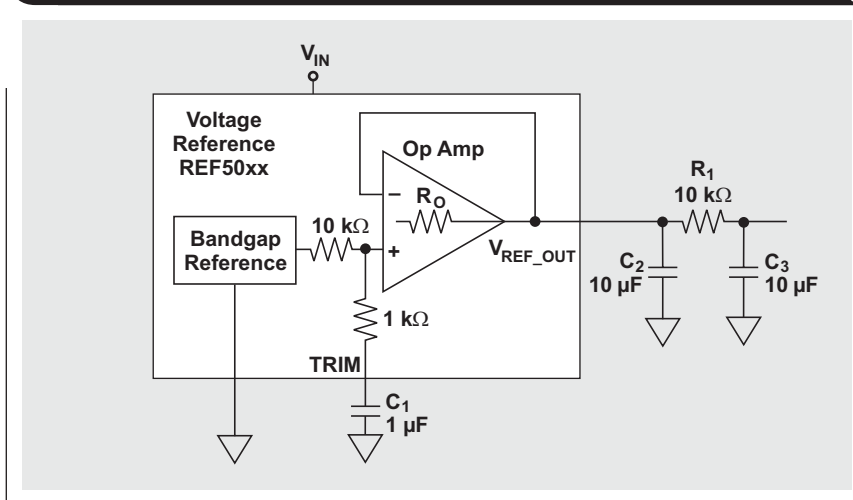 V_IN
Voltage
Reference
REF50xx
Op Amp
−
R_O
+
V_REF_OUT
10 kΩ
Bandgap
Reference
1 kΩ
TRIM
C_1
1 µF
R_1
10 kΩ
C_2
10 µF
C_3
10 µF